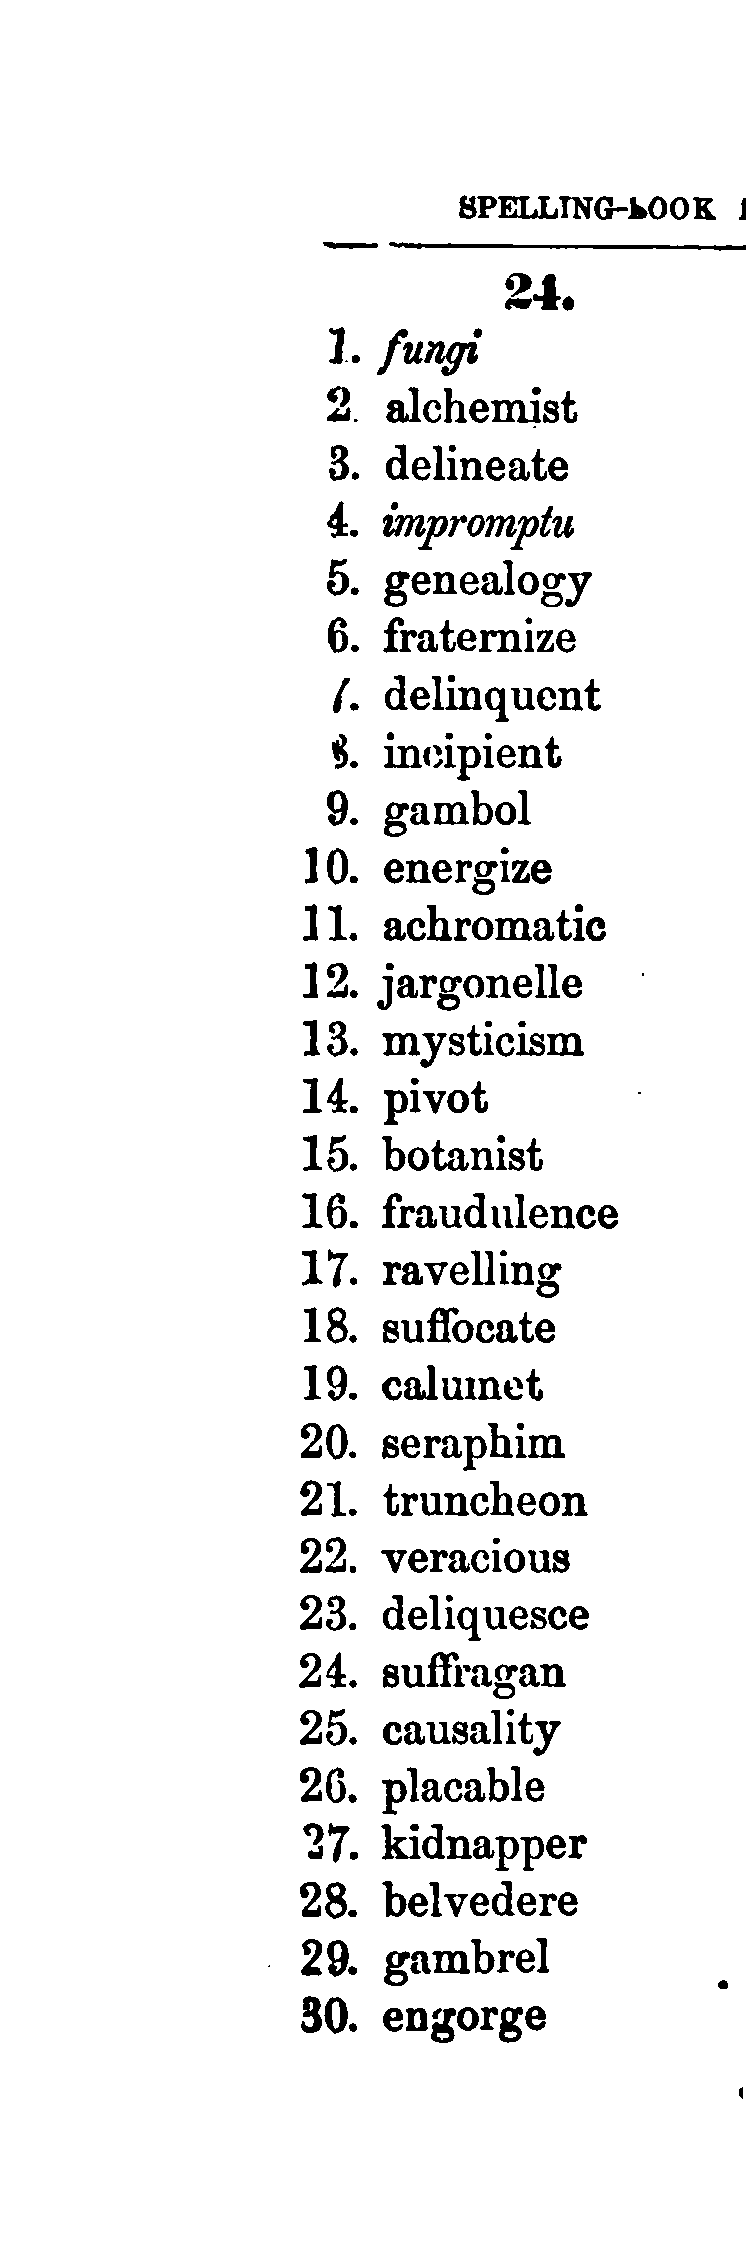 SPELLING-BOOK
24.
1. fungi
2. alchemist
3. delineate
4. impromptu
5. genealogy
6. fraternize
7. delinquent
8. incipient
9. gambol
10. energize
11. achromatic
12. jargonelle
13. mysticism
14. pivot
15. botanist
16. fraudulence
17. ravelling
18. suffocate
19. calumet
20. seraphim
21. truncheon
22. veracious
23. deliquesce
24. suffragan
25. causality
26. placable
27. kidnapper
28. belvedere
29. gambrel
30. engorge